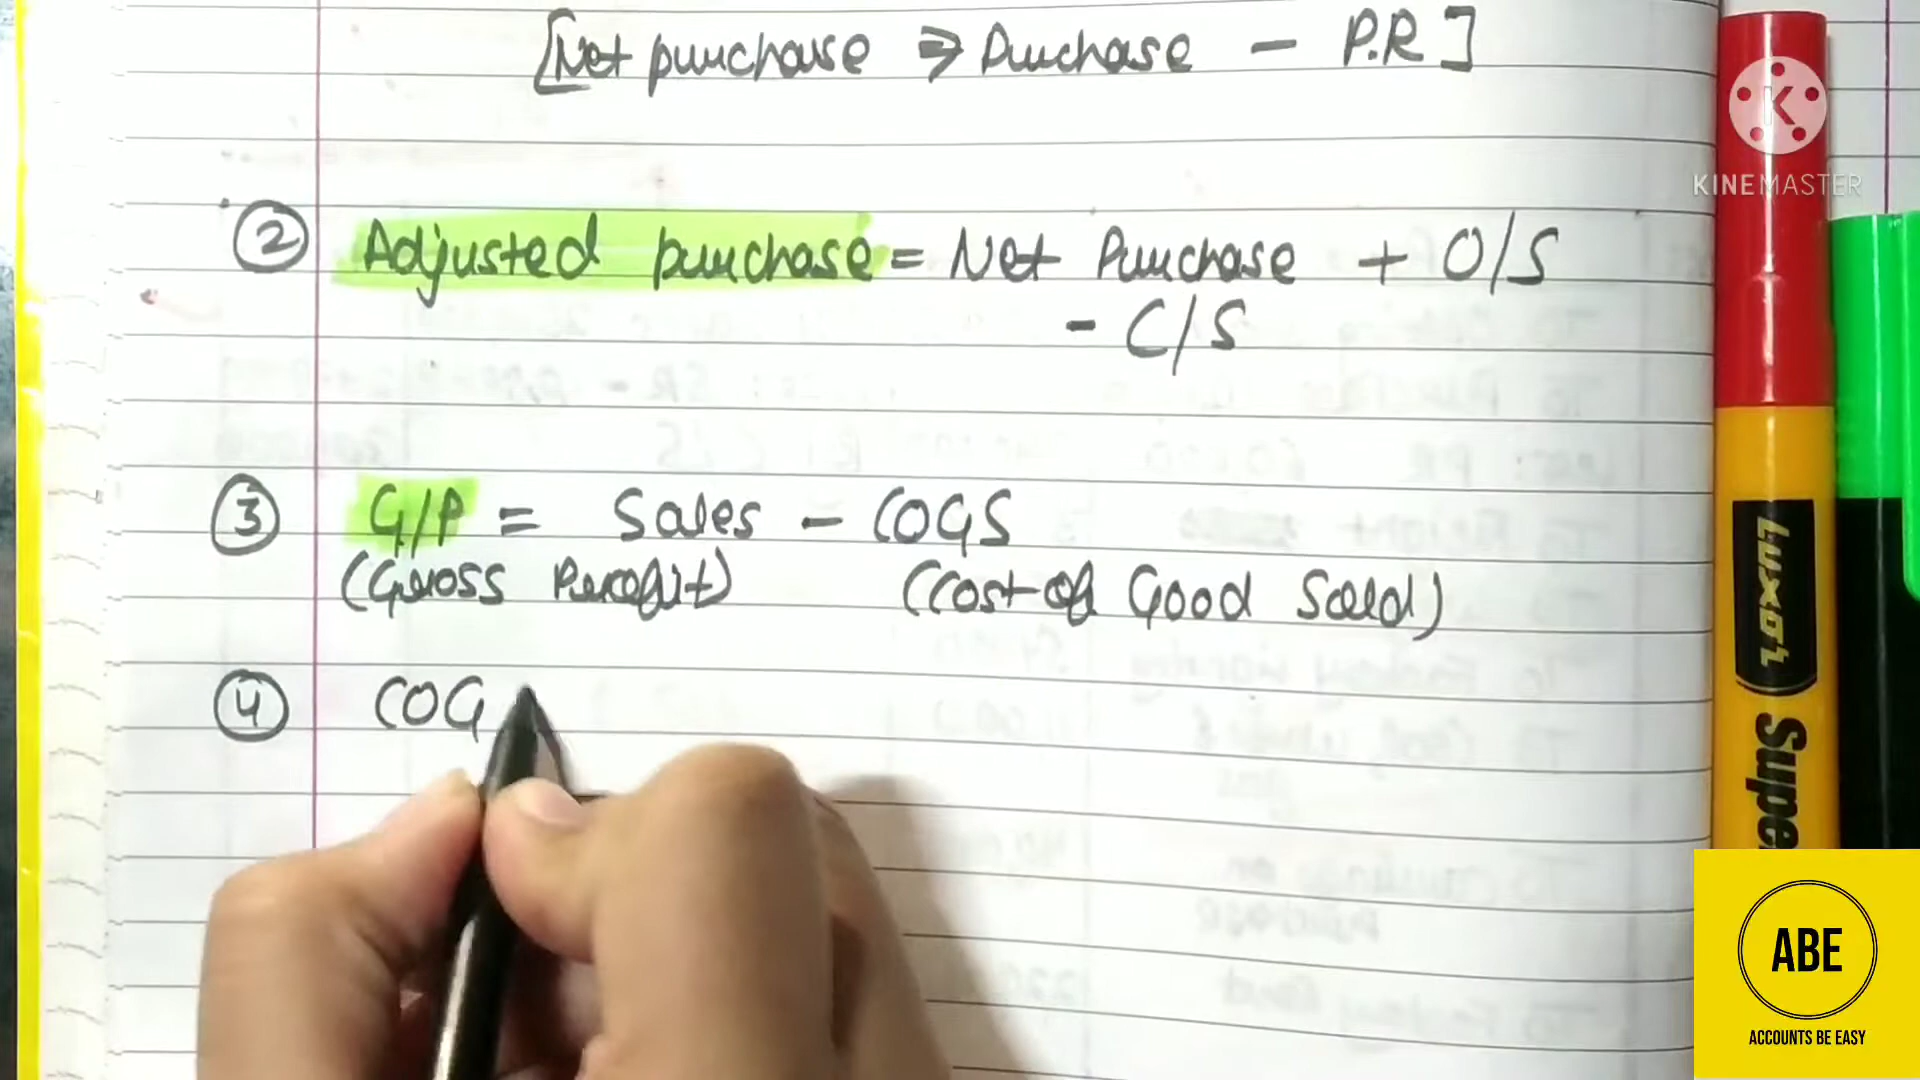 [Net purchase ⇒ Purchase - P.R]
KINEMASTER
② Adjusted purchase = Net Purchase + O/S
- C/S
③ G/P = Sales - COGS
(Gross Profit) (Cost of Good Sold)
④ COG
Luxor
Supe
ABE
ACCOUNTS BE EASY